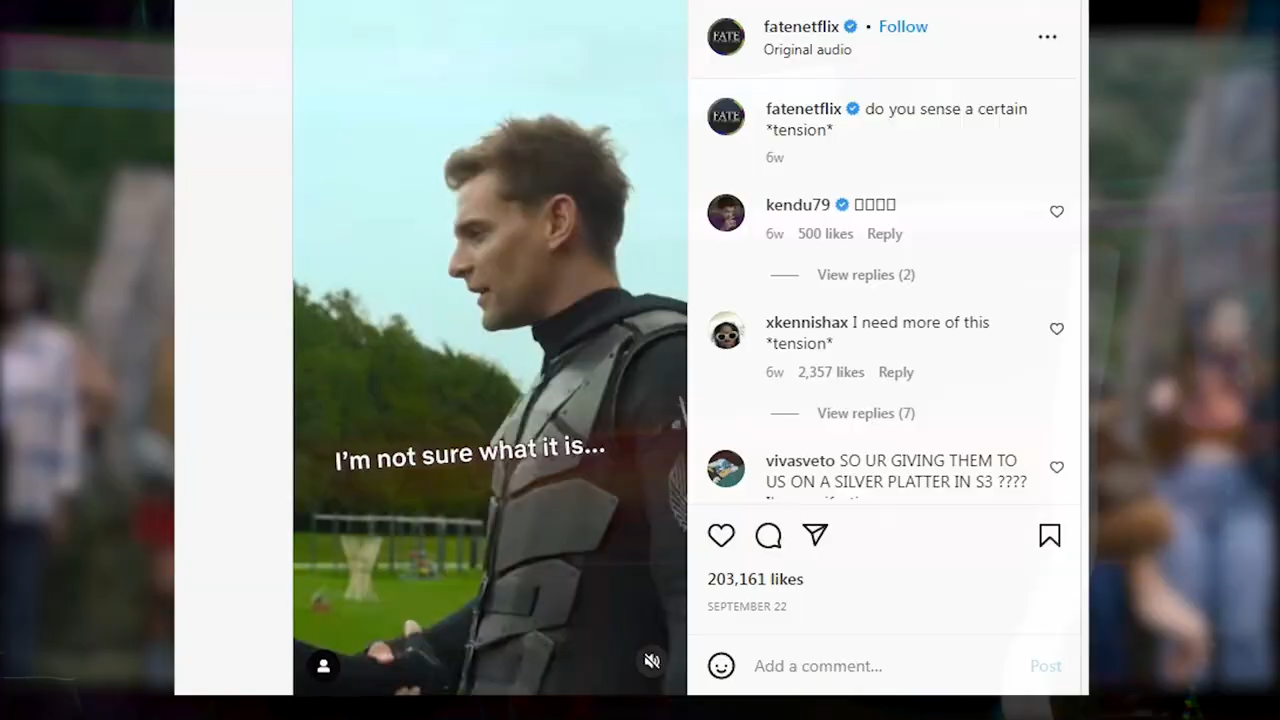 fatenetflix • Follow
Original audio
fatenetflix do you sense a certain
*tension*
6w
kendu79
6w 500 likes Reply
View replies (2)
xkennishax I need more of this
*tension*
6w 2,357 likes Reply
View replies (7)
vivasveto SO UR GIVING THEM TO
US ON A SILVER PLATTER IN S3 ????
203,161 likes
SEPTEMBER 22
Add a comment...
Post
I'm not sure what it is...
FATE
FATE